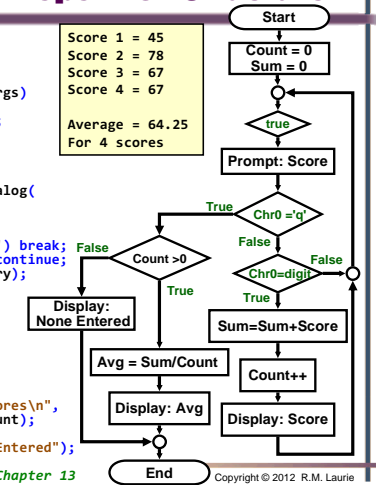 Score 1 = 45
Score 2 = 78
Score 3 = 67
Score 4 = 67
Average = 64.25
For 4 scores
rgs)
;
alog(
() break;
continue;
ry);
ores\n",
unt);
Entered");
Chapter 13
Start
Count = 0
Sum = 0
true
Prompt: Score
Chr0 ='q'
True
False
Count >0
False
True
Chr0=digit
False
True
Display:
None Entered
Sum=Sum+Score
Avg = Sum/Count
Count++
Display: Avg
Display: Score
End
Copyright © 2012 R.M. Laurie